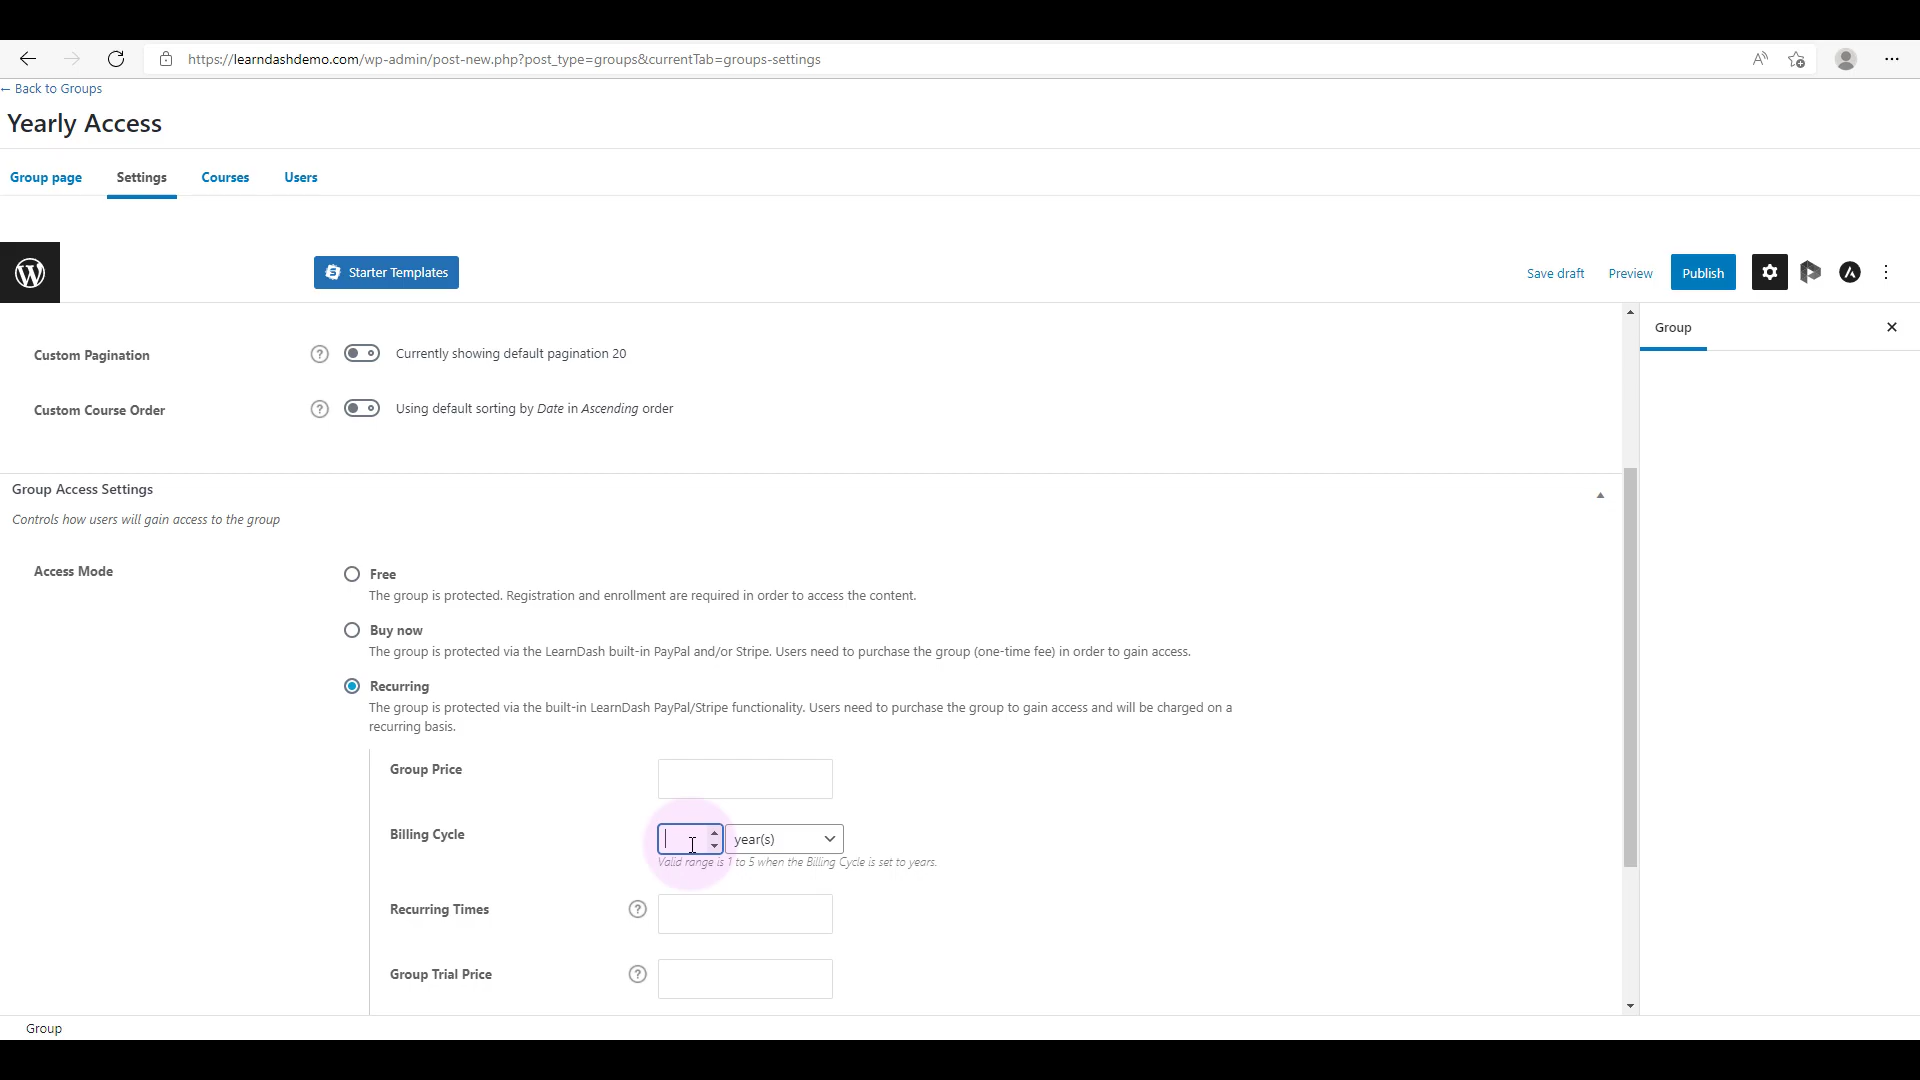 https://learndashdemo.com/wp-admin/post-new.php?post_type=groups&currentTab=groups-settings
← Back to Groups
Yearly Access
Group page Settings Courses Users
Starter Templates Save draft Preview Publish
Group
Custom Pagination ? Currently showing default pagination 20
Custom Course Order ? Using default sorting by Date in Ascending order
Group Access Settings
Controls how users will gain access to the group
Access Mode
Free
The group is protected. Registration and enrollment are required in order to access the content.
Buy now
The group is protected via the LearnDash built-in PayPal and/or Stripe. Users need to purchase the group (one-time fee) in order to gain access.
Recurring
The group is protected via the built-in LearnDash PayPal/Stripe functionality. Users need to purchase the group to gain access and will be charged on a
recurring basis.
Group Price
Billing Cycle year(s)
Valid range is 1 to 5 when the Billing Cycle is set to years.
Recurring Times ?
Group Trial Price ?
Group